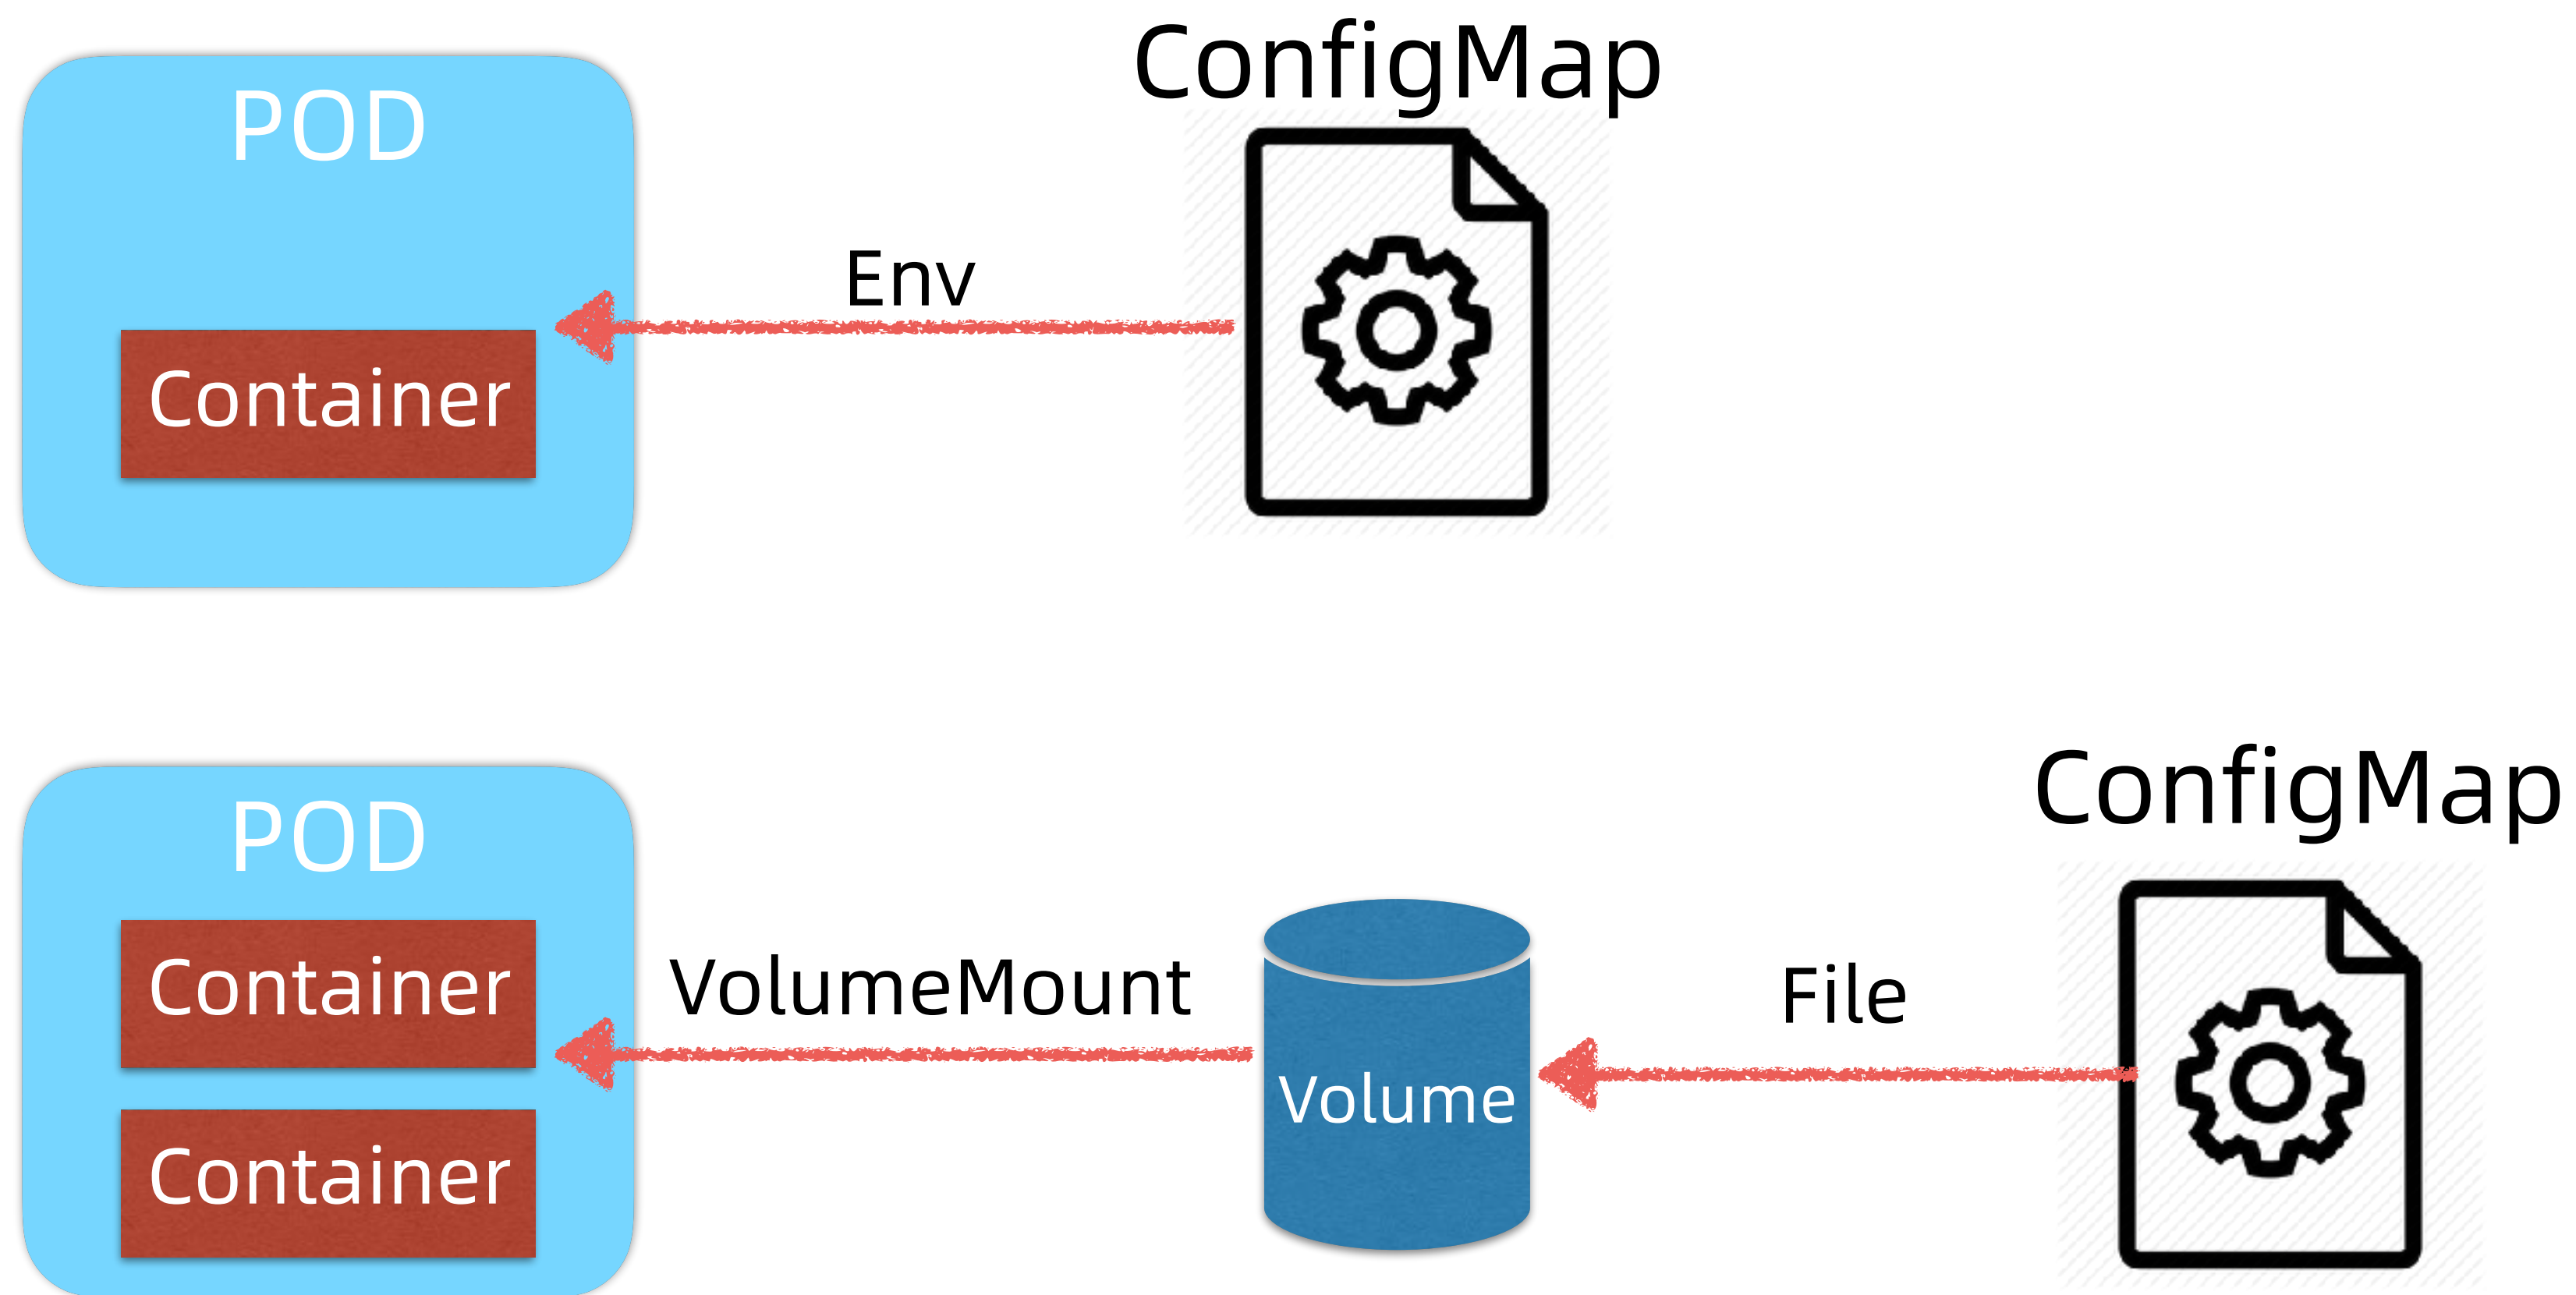 ConfigMap
POD
Env
Container
ConfigMap
POD
Container
VolumeMount
File
Volume
Container